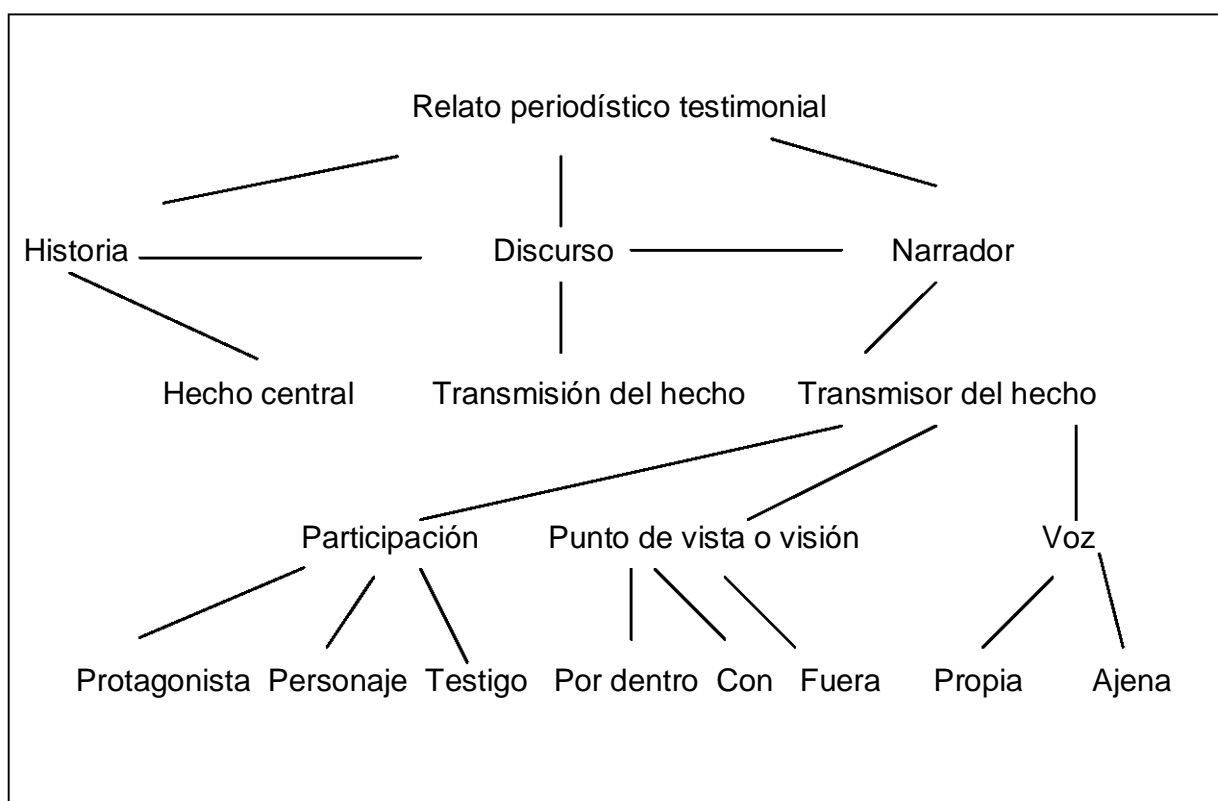 Relato periodístico testimonial
Historia Discurso Narrador
Hecho central Transmisión del hecho Transmisor del hecho
Participación Punto de vista o visión Voz
Protagonista Personaje Testigo Por dentro Con Fuera Propia Ajena